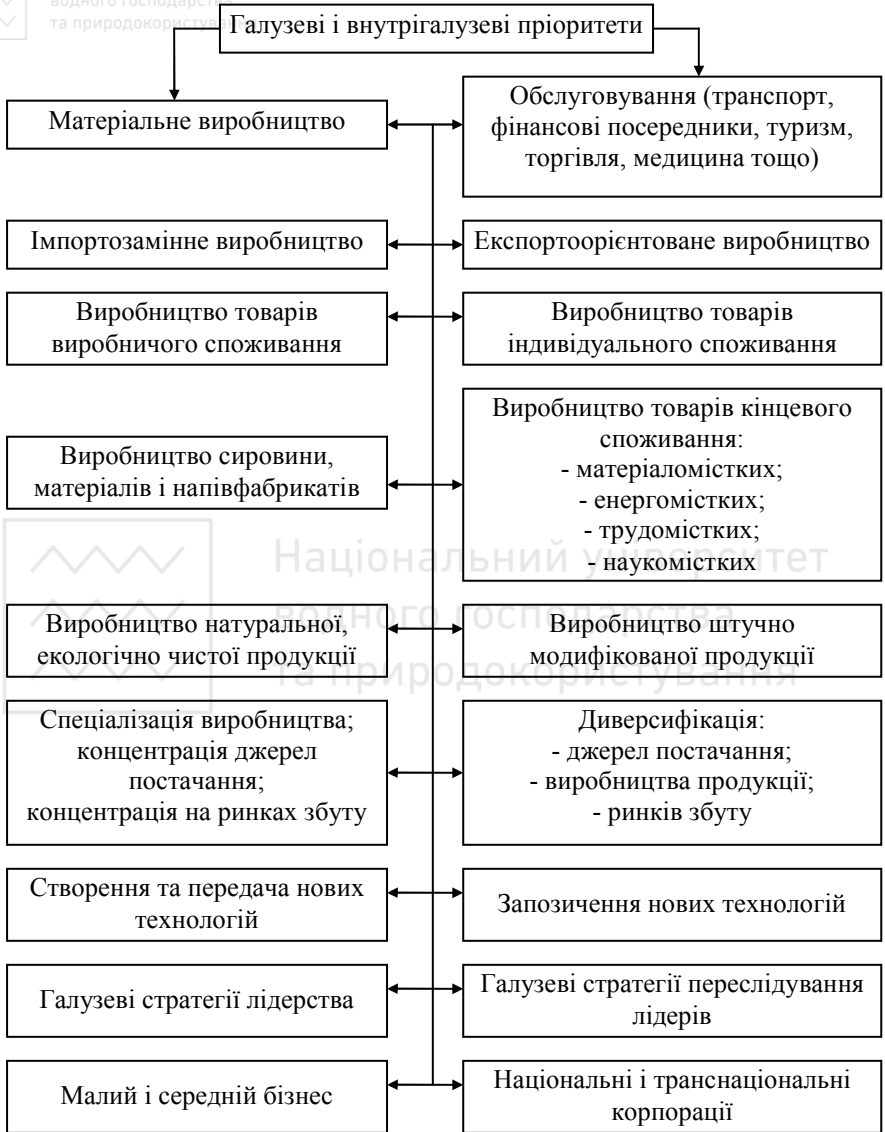 водного господарства
та природокористування
Галузеві і внутрігалузеві пріоритети
Матеріальне виробництво
Обслуговування (транспорт,
фінансові посередники, туризм,
торгівля, медицина тощо)
Імпортозамінне виробництво
Експортоорієнтоване виробництво
Виробництво товарів
виробничого споживання
Виробництво товарів
індивідуального споживання
Виробництво сировини,
матеріалів і напівфабрикатів
Виробництво товарів кінцевого
споживання:
- матеріаломістких;
- енергомістких;
- трудомістких;
- наукомістких
Національний університет
водного господарства
та природокористування
Виробництво натуральної,
екологічно чистої продукції
Виробництво штучно
модифікованої продукції
Спеціалізація виробництва;
концентрація джерел
постачання;
концентрація на ринках збуту
Диверсифікація:
- джерел постачання;
- виробництва продукції;
- ринків збуту
Створення та передача нових
технологій
Запозичення нових технологій
Галузеві стратегії лідерства
Галузеві стратегії переслідування
лідерів
Малий і середній бізнес
Національні і транснаціональні
корпорації